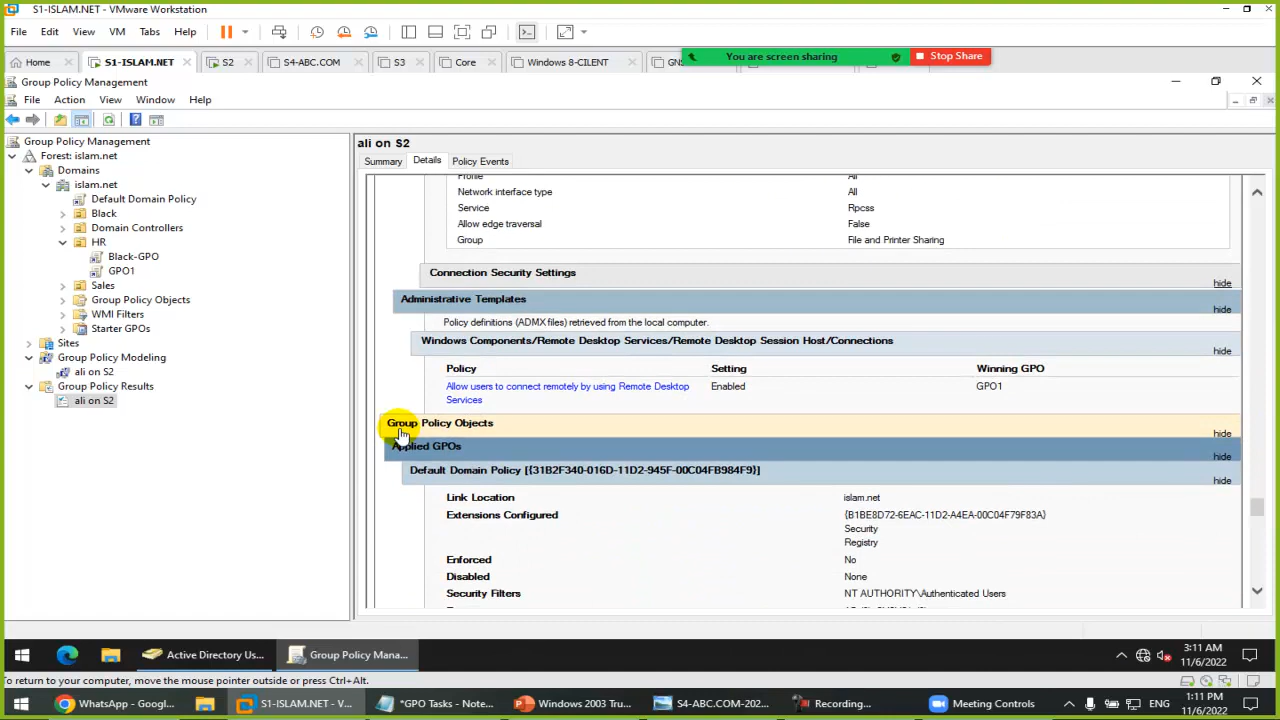 S1-ISLAM.NET - VMware Workstation
File Edit View VM Tabs Help
Home S1-ISLAM.NET S2 S4-ABC.COM S3 Core Windows 8-CILENT
You are screen sharing Stop Share
Group Policy Management
File Action View Window Help
Group Policy Management
Forest: islam.net
Domains
islam.net
Default Domain Policy
Black
Domain Controllers
HR
Black-GPO
GPO1
Sales
Group Policy Objects
WMI Filters
Starter GPOs
Sites
Group Policy Modeling
ali on S2
Group Policy Results
ali on S2
ali on S2
Summary Details Policy Events
Network interface type All
Service Rpcss
Allow edge traversal False
Group File and Printer Sharing
Connection Security Settings hide
Administrative Templates hide
Policy definitions (ADMX files) retrieved from the local computer.
Windows Components/Remote Desktop Services/Remote Desktop Session Host/Connections hide
Policy Setting Winning GPO
Allow users to connect remotely by using Remote Desktop Enabled GPO1
Services
Group Policy Objects hide
Applied GPOs hide
Default Domain Policy [{31B2F340-016D-11D2-945F-00C04FB984F9}] hide
Link Location islam.net
Extensions Configured {B1BE8D72-6EAC-11D2-A4EA-00C04F79F83A}
Security
Registry
Enforced No
Disabled None
Security Filters NT AUTHORITY\Authenticated Users
Active Directory Us... Group Policy Mana... 3:11 AM
11/6/2022
To return to your computer, move the mouse pointer outside or press Ctrl+Alt.
WhatsApp - Googl... S1-ISLAM.NET - V... *GPO Tasks - Note... Windows 2003 Tru... S4-ABC.COM-202... Recording... Meeting Controls ENG 1:11 PM
11/6/2022